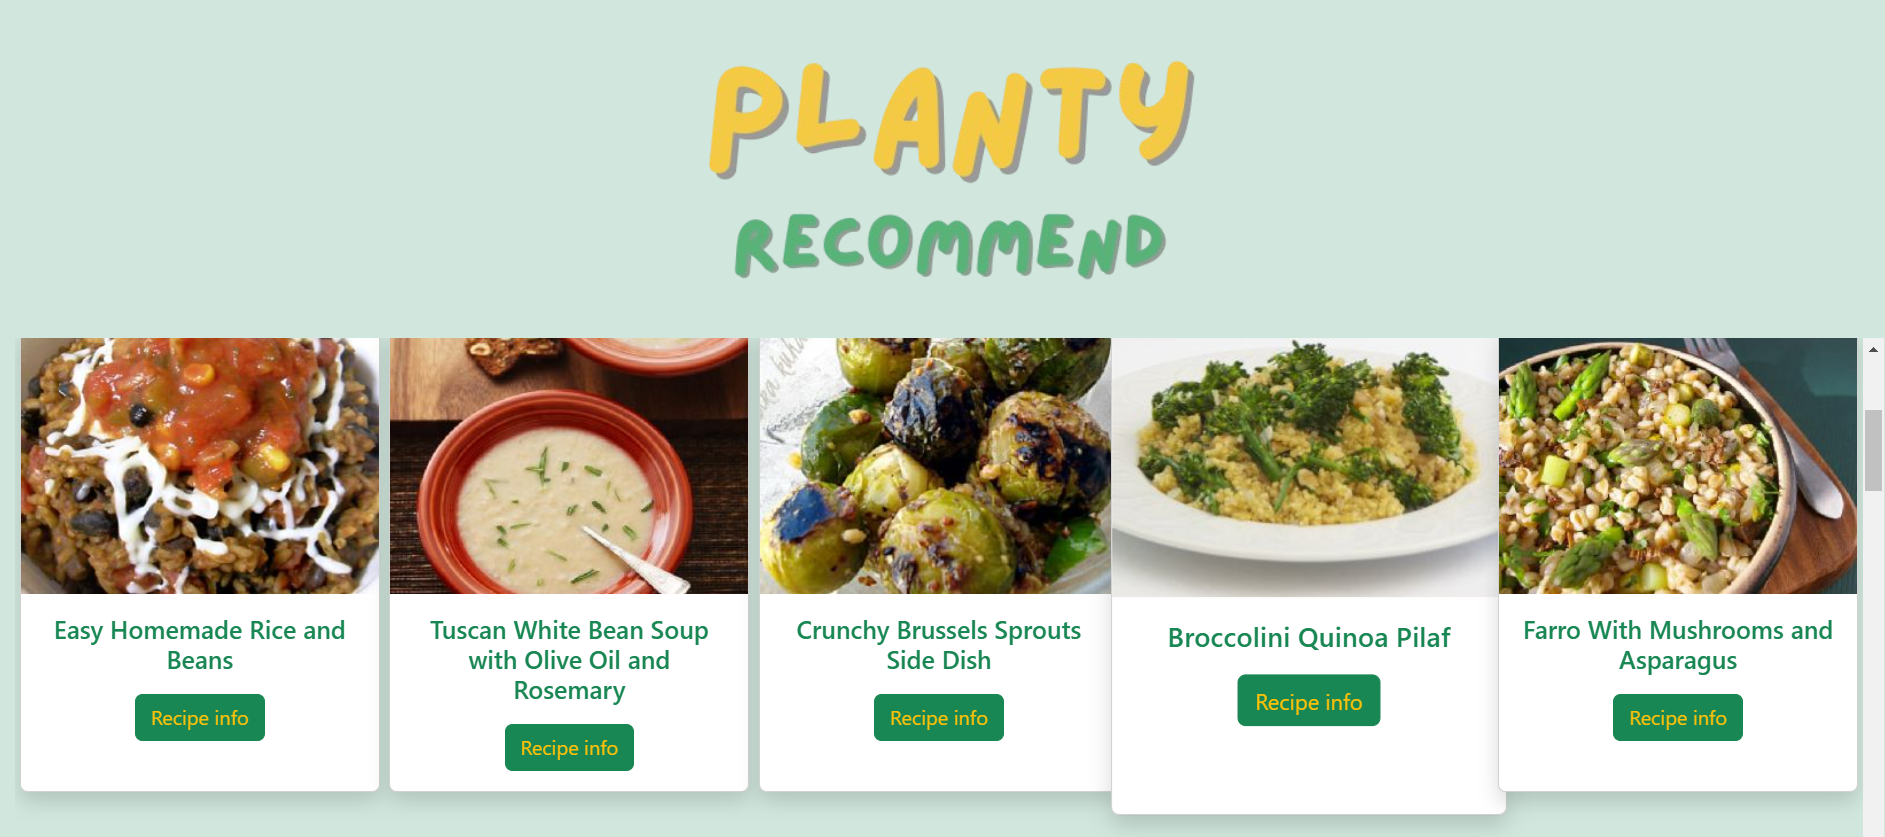 PLANTY
RECOMMEND
Easy Homemade Rice and
Beans
Recipe info
Tuscan White Bean Soup
with Olive Oil and
Rosemary
Recipe info
Crunchy Brussels Sprouts
Side Dish
Recipe info
Broccolini Quinoa Pilaf
Recipe info
Farro With Mushrooms and
Asparagus
Recipe info